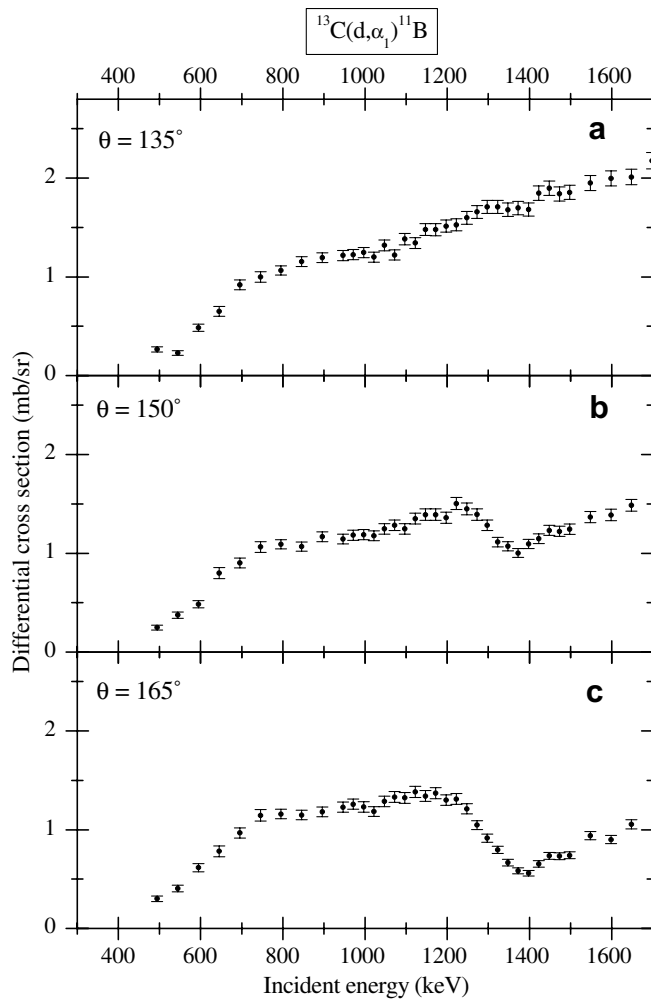 ¹³C(d,α₁)¹¹B
400 600 800 1000 1200 1400 1600
θ = 135°
a
2
1
0
θ = 150°
b
2
1
0
θ = 165°
c
2
1
0
Differential cross section (mb/sr)
400 600 800 1000 1200 1400 1600
Incident energy (keV)